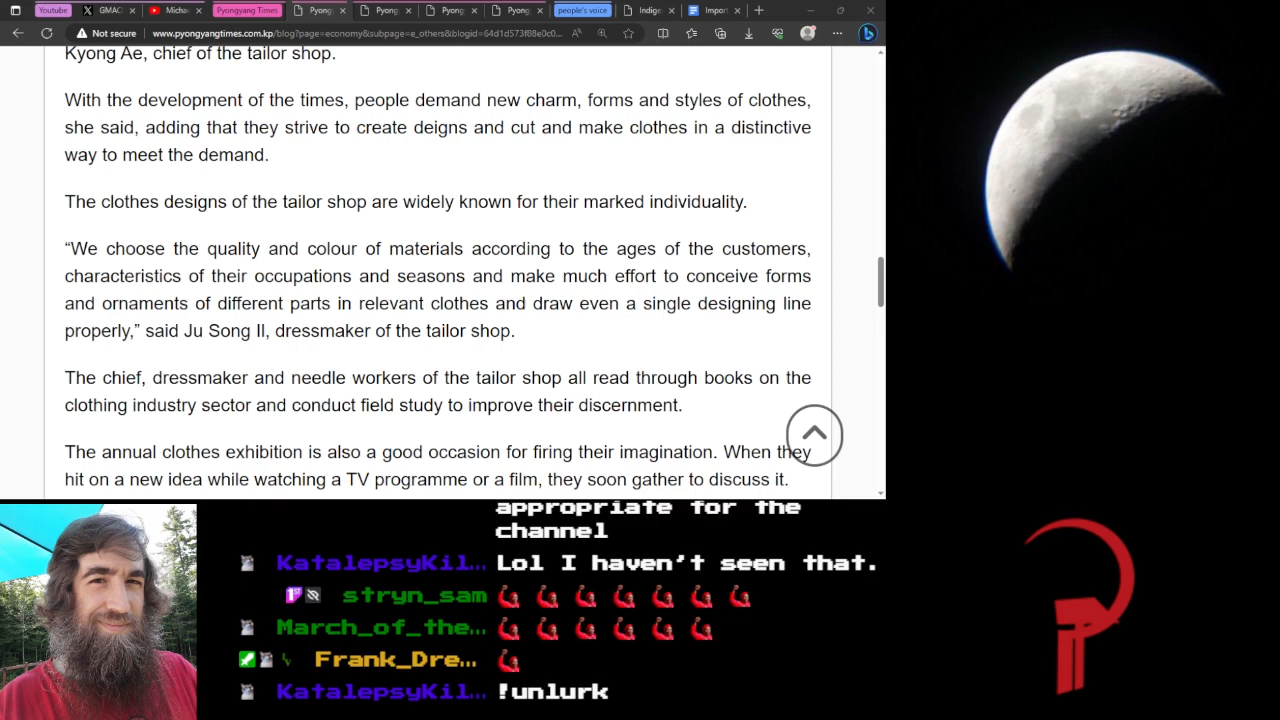 Youtube
GMAC
Micha
Pyongyang Times
Pyong
Pyong
Pyong
Pyong
people's voice
Indige
Import
Not secure
www.pyongyangtimes.com.kp/blog?page=economy&subpage=e_others&blogid=64d1d573f88e0c0...
Kyong Ae, chief of the tailor shop.
With the development of the times, people demand new charm, forms and styles of clothes,
she said, adding that they strive to create deigns and cut and make clothes in a distinctive
way to meet the demand.
The clothes designs of the tailor shop are widely known for their marked individuality.
“We choose the quality and colour of materials according to the ages of the customers,
characteristics of their occupations and seasons and make much effort to conceive forms
and ornaments of different parts in relevant clothes and draw even a single designing line
properly,” said Ju Song Il, dressmaker of the tailor shop.
The chief, dressmaker and needle workers of the tailor shop all read through books on the
clothing industry sector and conduct field study to improve their discernment.
The annual clothes exhibition is also a good occasion for firing their imagination. When they
hit on a new idea while watching a TV programme or a film, they soon gather to discuss it.
appropriate for the
channel
KatalepsyKil... Lol I haven't seen that.
stryn_sam
March_of_the...
Frank_Dre...
KatalepsyKil... !unlurk